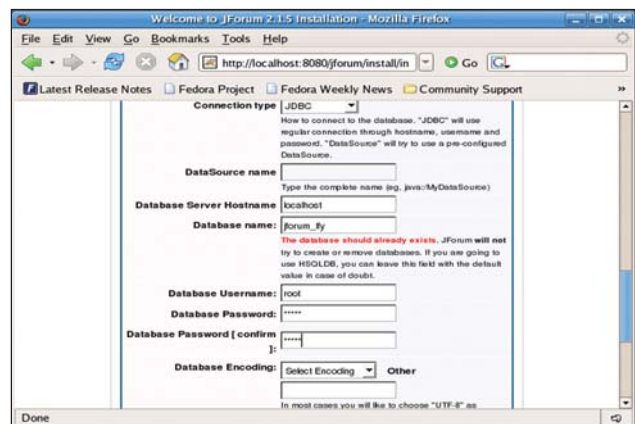 Welcome to JForum 2.1.5 Installation - Mozilla Firefox
File Edit View Go Bookmarks Tools Help
http://localhost:8080/jforum/install/in Go
Latest Release Notes Fedora Project Fedora Weekly News Community Support »
Connection type JDBC
How to connect to the database. "JDBC" will use
regular connection through hostname, username and
password. "DataSource" will try to use a pre-configured
DataSource.
DataSource name
Type the complete name (eg, java:/MyDataSource)
Database Server Hostname localhost
Database name: jforum_lfy
The database should already exists. JForum will not
try to create or remove databases. If you are going to
use HSQLDB, you can leave this field with the default
value in case of doubt.
Database Username: root
Database Password: *****
Database Password [ confirm *****
]:
Database Encoding: Select Encoding Other
In most cases you will like to choose "UTF-8" as
Done